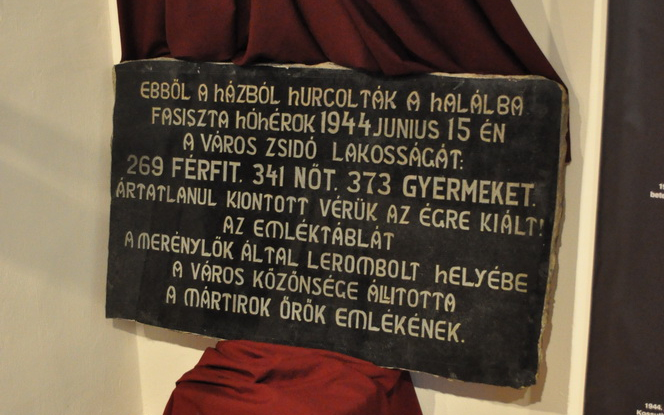 EBBŐL A HÁZBÓL HURCOLTÁK A HALÁLBA
FASISZTA HÓHÉROK 1944 JUNIUS 15 ÉN
A VÁROS ZSIDÓ LAKOSSÁGÁT:
269 FÉRFIT, 341 NŐT, 373 GYERMEKET.
ÁRTATLANUL KIONTOTT VÉRÜK AZ ÉGRE KIÁLT!
AZ EMLÉKTÁBLÁT
A MERÉNYLŐK ÁLTAL LEROMBOLT HELYÉBE
A VÁROS KÖZÖNSÉGE ÁLLITOTTA
A MÁRTIROK ÖRÖK EMLÉKÉNEK.